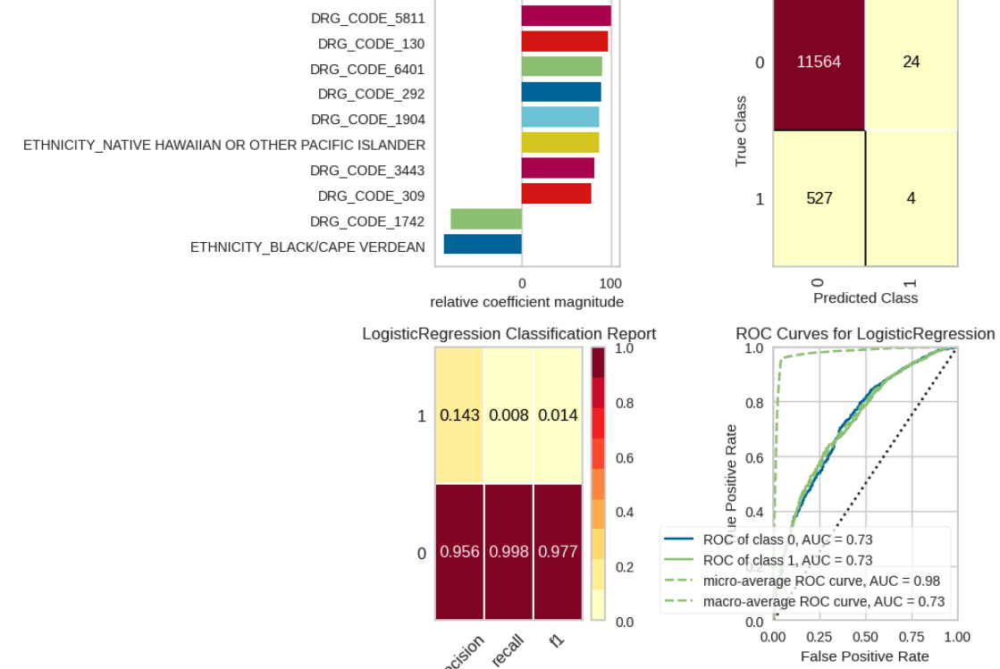 DRG_CODE_5811
DRG_CODE_130
DRG_CODE_6401
DRG_CODE_292
DRG_CODE_1904
ETHNICITY_NATIVE HAWAIIAN OR OTHER PACIFIC ISLANDER
DRG_CODE_3443
DRG_CODE_309
DRG_CODE_1742
ETHNICITY_BLACK/CAPE VERDEAN
0
100
relative coefficient magnitude
True Class
0
11564
24
1
527
4
0
1
Predicted Class
LogisticRegression Classification Report
1
0.143
0.008
0.014
0
0.956
0.998
0.977
recall
f1
1.0
0.8
0.6
0.4
0.2
0.0
ROC Curves for LogisticRegression
True Positive Rate
1.0
0.8
0.6
0.4
0.2
0.0
ROC of class 0, AUC = 0.73
ROC of class 1, AUC = 0.73
micro-average ROC curve, AUC = 0.98
macro-average ROC curve, AUC = 0.73
0.00
0.25
0.50
0.75
1.00
False Positive Rate